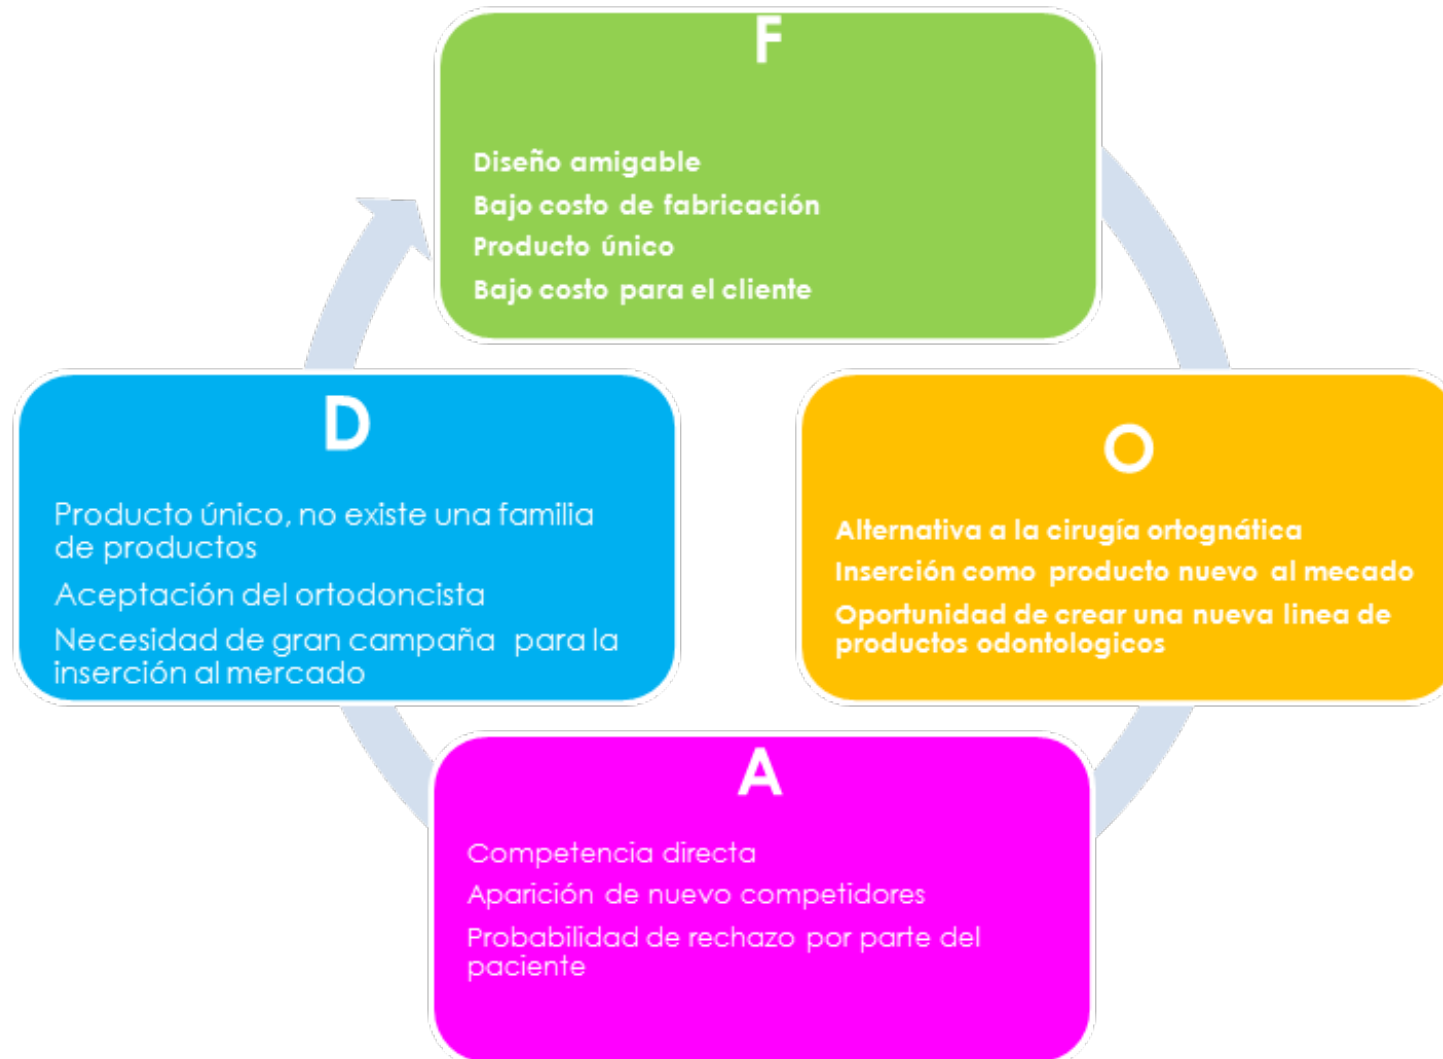 F
Diseño amigable
Bajo costo de fabricación
Producto único
Bajo costo para el cliente
D
Producto único, no existe una familia
de productos
Aceptación del ortodoncista
Necesidad de gran campaña para la
inserción al mercado
O
Alternativa a la cirugía ortognática
Inserción como producto nuevo al mecado
Oportunidad de crear una nueva linea de
productos odontologicos
A
Competencia directa
Aparición de nuevo competidores
Probabilidad de rechazo por parte del
paciente